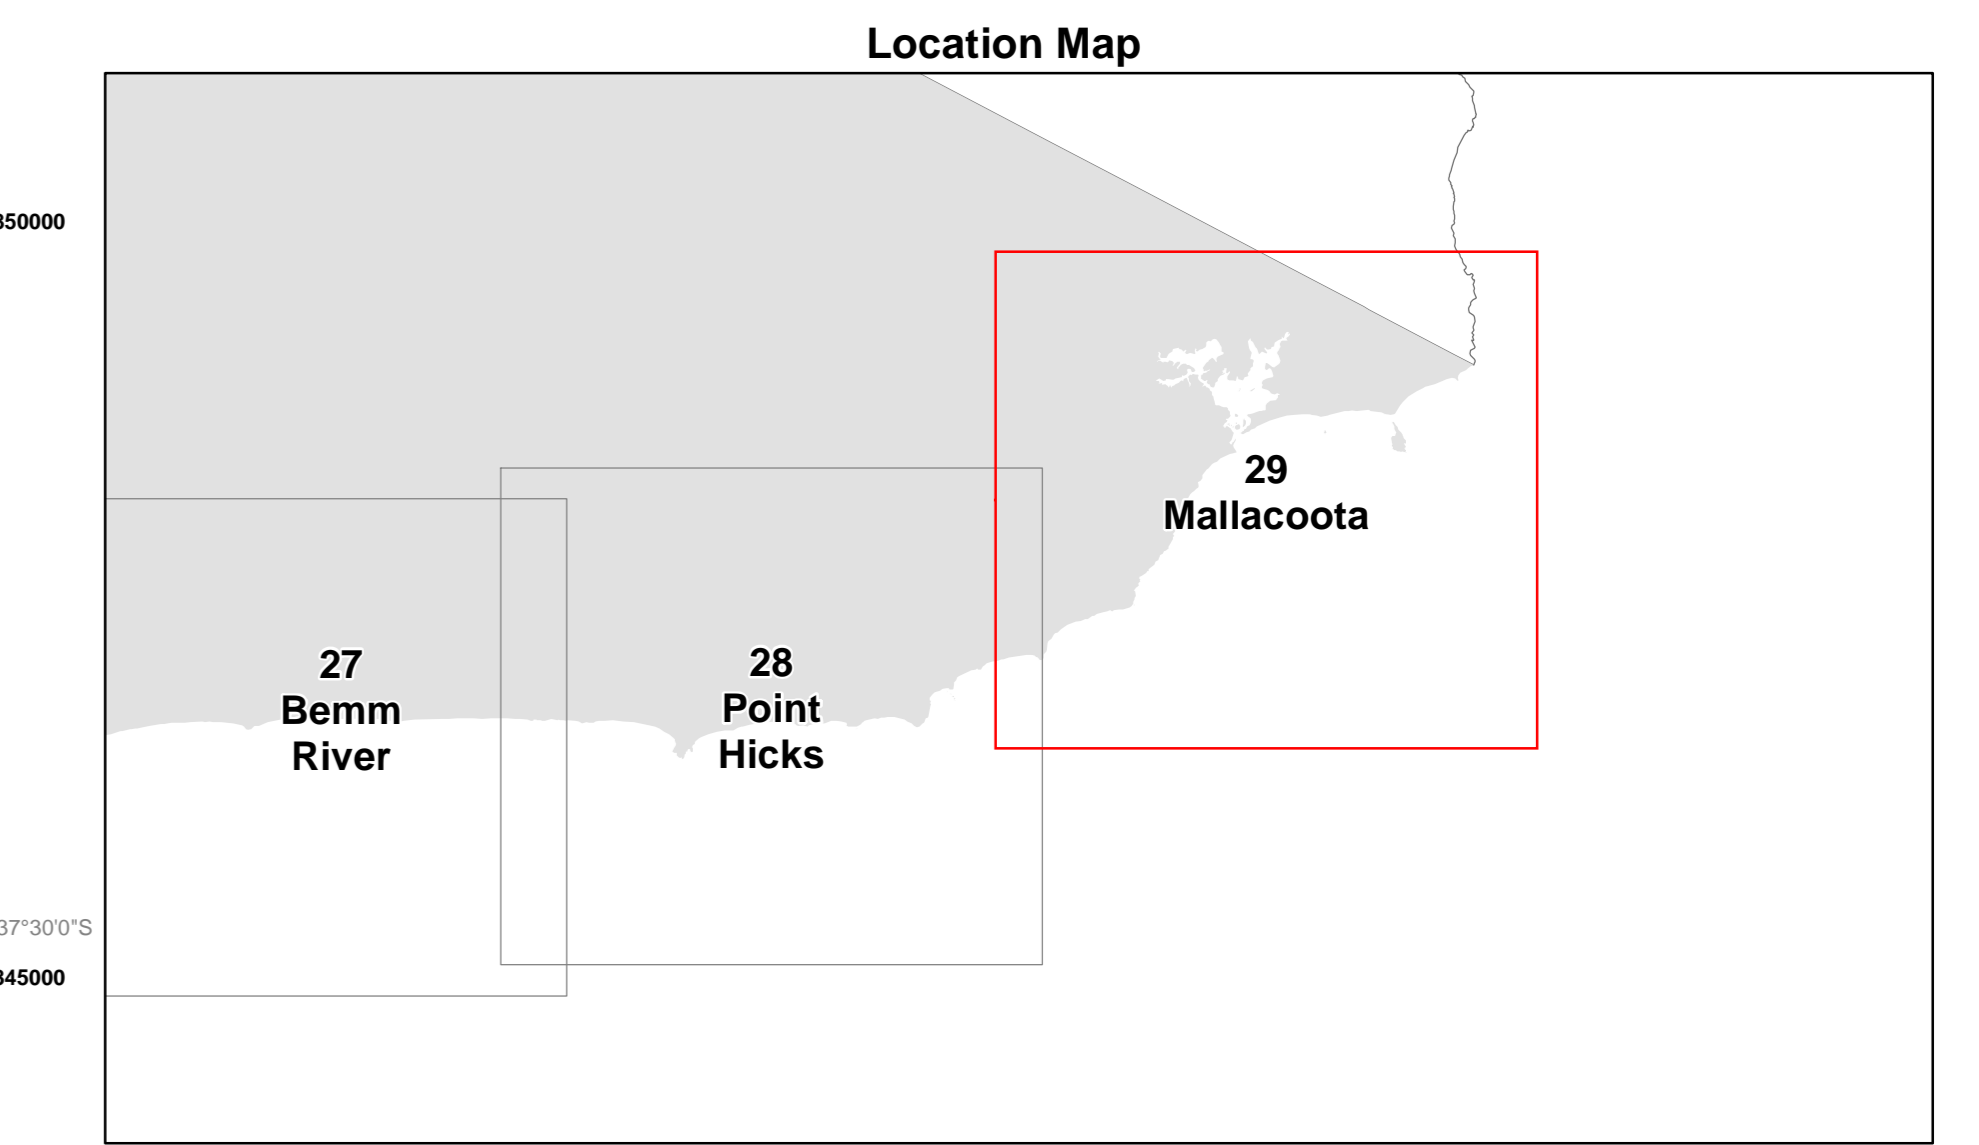 Location Map
350000
29
Mallacoota
27
Bemm
River
28
Point
Hicks
37°30'0"S
345000